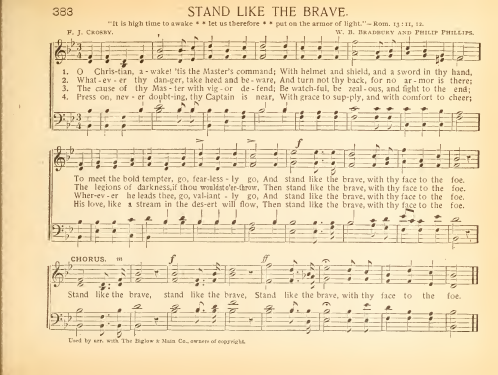 383
STAND LIKE THE BRAVE.
"It is high time to awake * * let us therefore * * put on the armor of light."—Rom. 13: 11, 12.
F. J. CROSBY.
W. B. BRADBURY AND PHILIP PHILLIPS.
1. O Chris-tian, a-wake! 'tis the Master's command; With helmet and shield, and a sword in thy hand,
2. What-ev-er thy dan-ger, take heed and be-ware, And turn not thy back, for no ar-mor is there;
3. The cause of thy Mas-ter with vig-or de-fend; Be watch-ful, be zeal-ous, and fight to the end;
4. Press on, nev-er doubt-ing, thy Captain is near, With grace to sup-ply, and with comfort to cheer;
f
To meet the bold tempter, go, fear-less-ly go, And stand like the brave, with thy face to the foe.
The legions of darkness, if thou wouldst o'er-throw, Then stand like the brave, with thy face to the foe.
Wher-ev-er he leads thee, go, val-iant-ly go, And stand like the brave, with thy face to the foe.
His love, like a stream in the des-ert will flow, Then stand like the brave, with thy face to the foe.
CHORUS. m f ff
Stand like the brave, stand like the brave, Stand like the brave, with thy face to the foe.
Used by arr. with The Biglow & Main Co., owners of copyright.